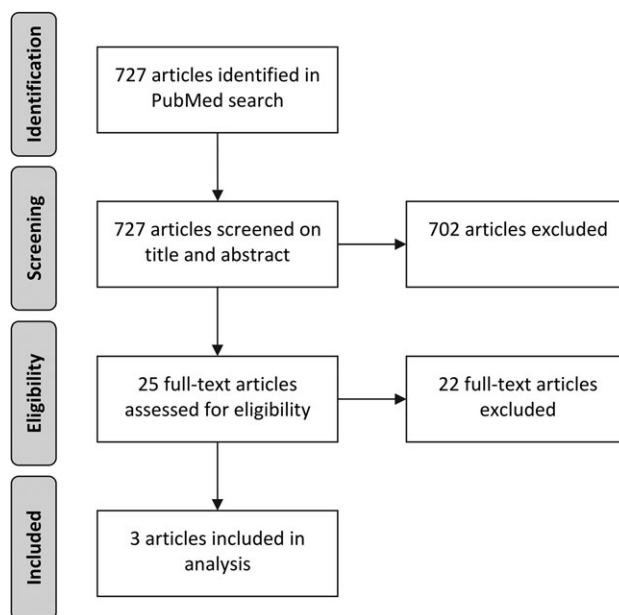 Identification
727 articles identified in
PubMed search
Screening
727 articles screened on
title and abstract
702 articles excluded
Eligibility
25 full-text articles
assessed for eligibility
22 full-text articles
excluded
Included
3 articles included in
analysis